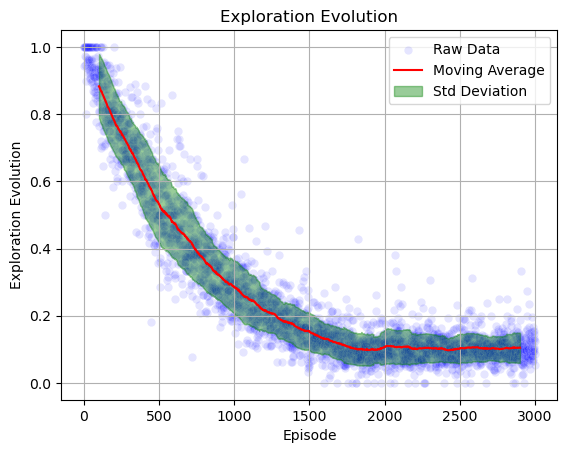 Exploration Evolution
Raw Data
Moving Average
Std Deviation
Exploration Evolution
1.0
0.8
0.6
0.4
0.2
0.0
0
500
1000
1500
2000
2500
3000
Episode